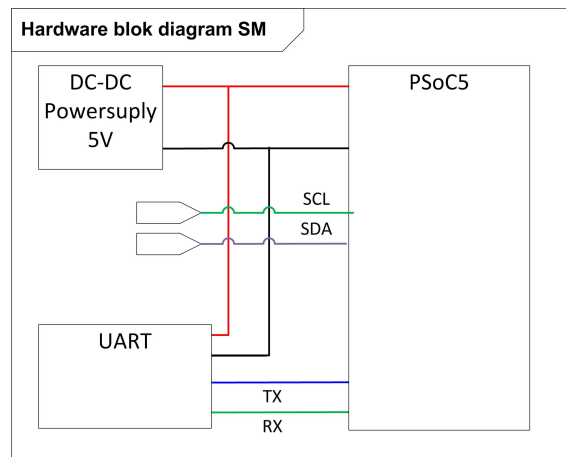 Hardware blok diagram SM
DC-DC
Powersuply
5V
PSoC5
SCL
SDA
UART
TX
RX